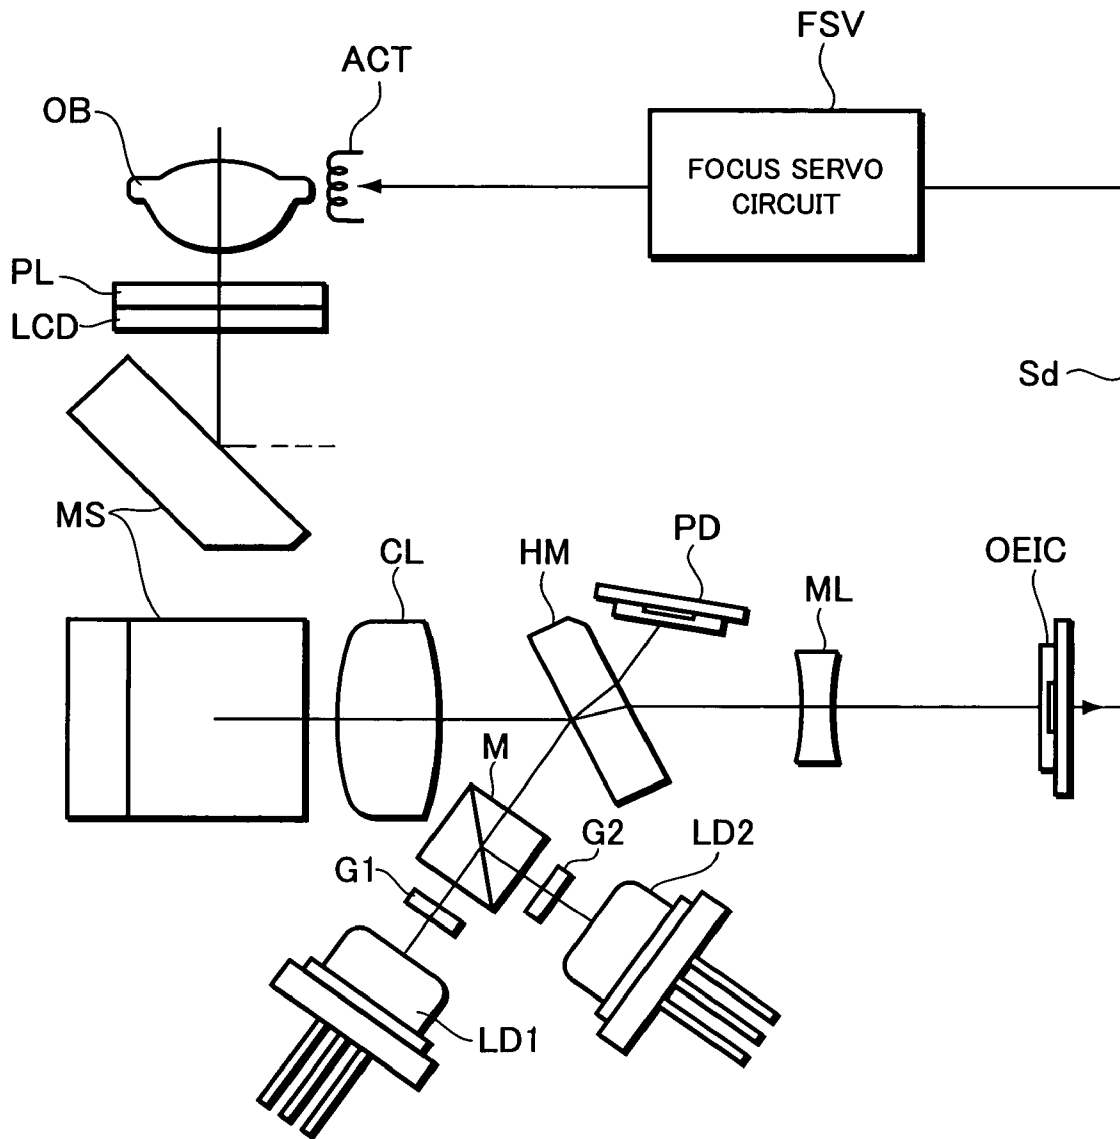 FSV
ACT
OB
FOCUS SERVO
CIRCUIT
PL
LCD
Sd
MS
CL
HM
PD
ML
OEIC
M
G2
LD2
G1
LD1